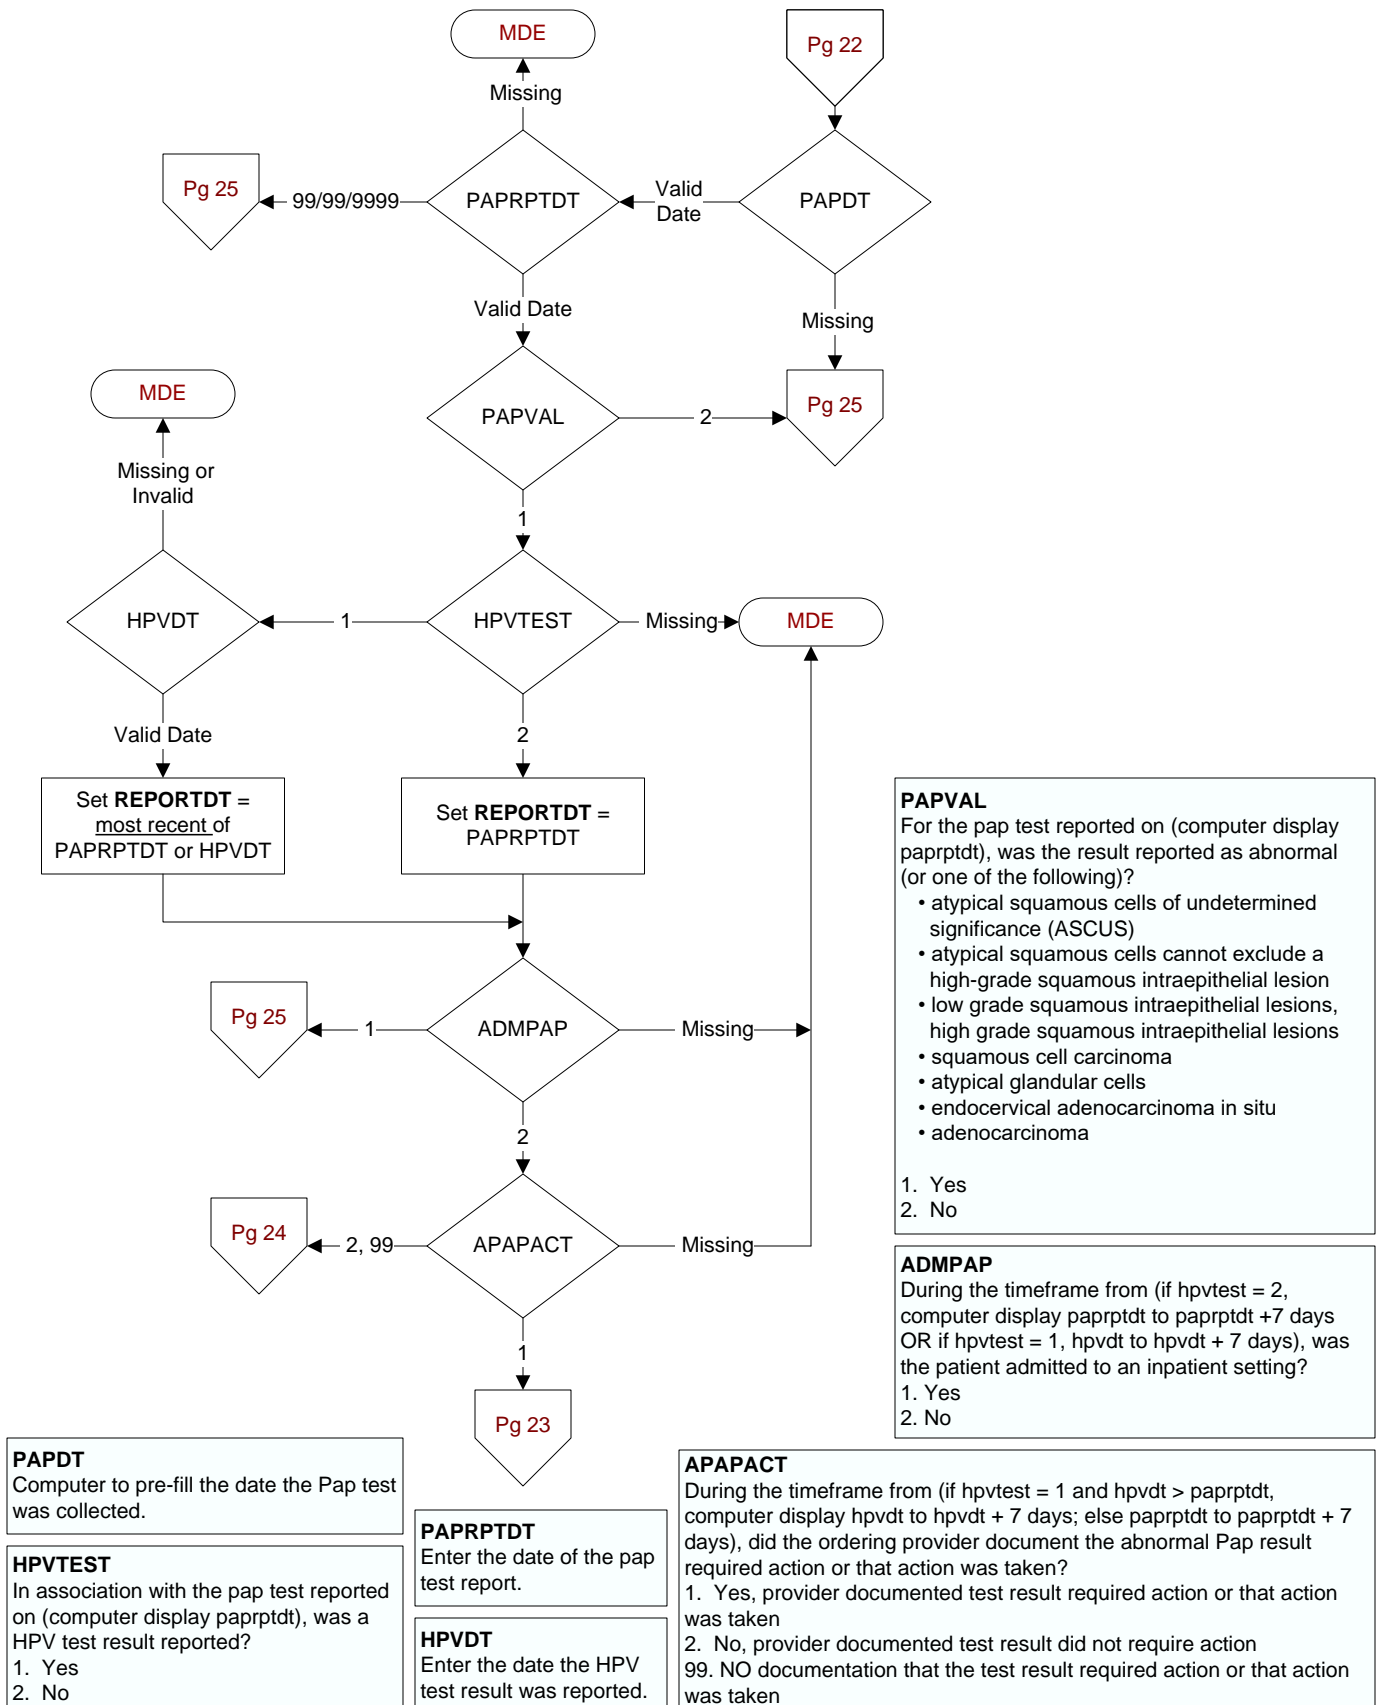 MDE
Pg 22
Missing
Pg 25
99/99/9999
PAPRPTDT
Valid
Date
PAPDT
Valid Date
Missing
MDE
PAPVAL
2
Pg 25
Missing or
Invalid
1
HPVDT
1
HPVTEST
Missing
MDE
Valid Date
2
Set REPORTDT =
most recent of
PAPRPTDT or HPVDT
Set REPORTDT =
PAPRPTDT
Pg 25
1
ADMPAP
Missing
2
Pg 24
2, 99
APAPACT
Missing
1
Pg 23
PAPVAL
For the pap test reported on (computer display
paprptdt), was the result reported as abnormal
(or one of the following)?
• atypical squamous cells of undetermined
significance (ASCUS)
• atypical squamous cells cannot exclude a
high-grade squamous intraepithelial lesion
• low grade squamous intraepithelial lesions,
high grade squamous intraepithelial lesions
• squamous cell carcinoma
• atypical glandular cells
• endocervical adenocarcinoma in situ
• adenocarcinoma
1. Yes
2. No
ADMPAP
During the timeframe from (if hpvtest = 2,
computer display paprptdt to paprptdt +7 days
OR if hpvtest = 1, hpvdt to hpvdt + 7 days), was
the patient admitted to an inpatient setting?
1. Yes
2. No
PAPDT
Computer to pre-fill the date the Pap test
was collected.
HPVTEST
In association with the pap test reported
on (computer display paprptdt), was a
HPV test result reported?
1. Yes
2. No
PAPRPTDT
Enter the date of the pap
test report.
HPVDT
Enter the date the HPV
test result was reported.
APAPACT
During the timeframe from (if hpvtest = 1 and hpvdt > paprptdt,
computer display hpvdt to hpvdt + 7 days; else paprptdt to paprptdt + 7
days), did the ordering provider document the abnormal Pap result
required action or that action was taken?
1. Yes, provider documented test result required action or that action
was taken
2. No, provider documented test result did not require action
99. NO documentation that the test result required action or that action
was taken